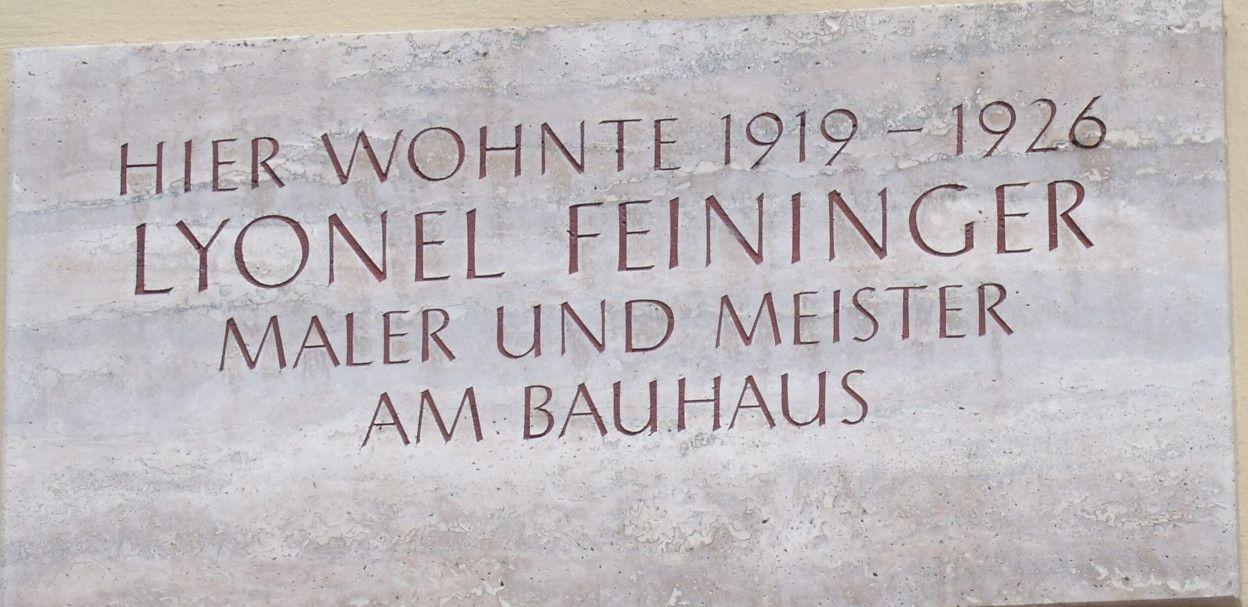 HIER WOHNTE 1919 – 1926
LYONEL FEININGER
MALER UND MEISTER
AM BAUHAUS